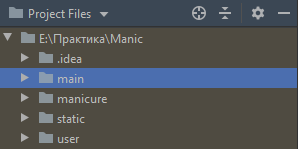 Project Files
E:\Практика\Manic
.idea
main
manicure
static
user